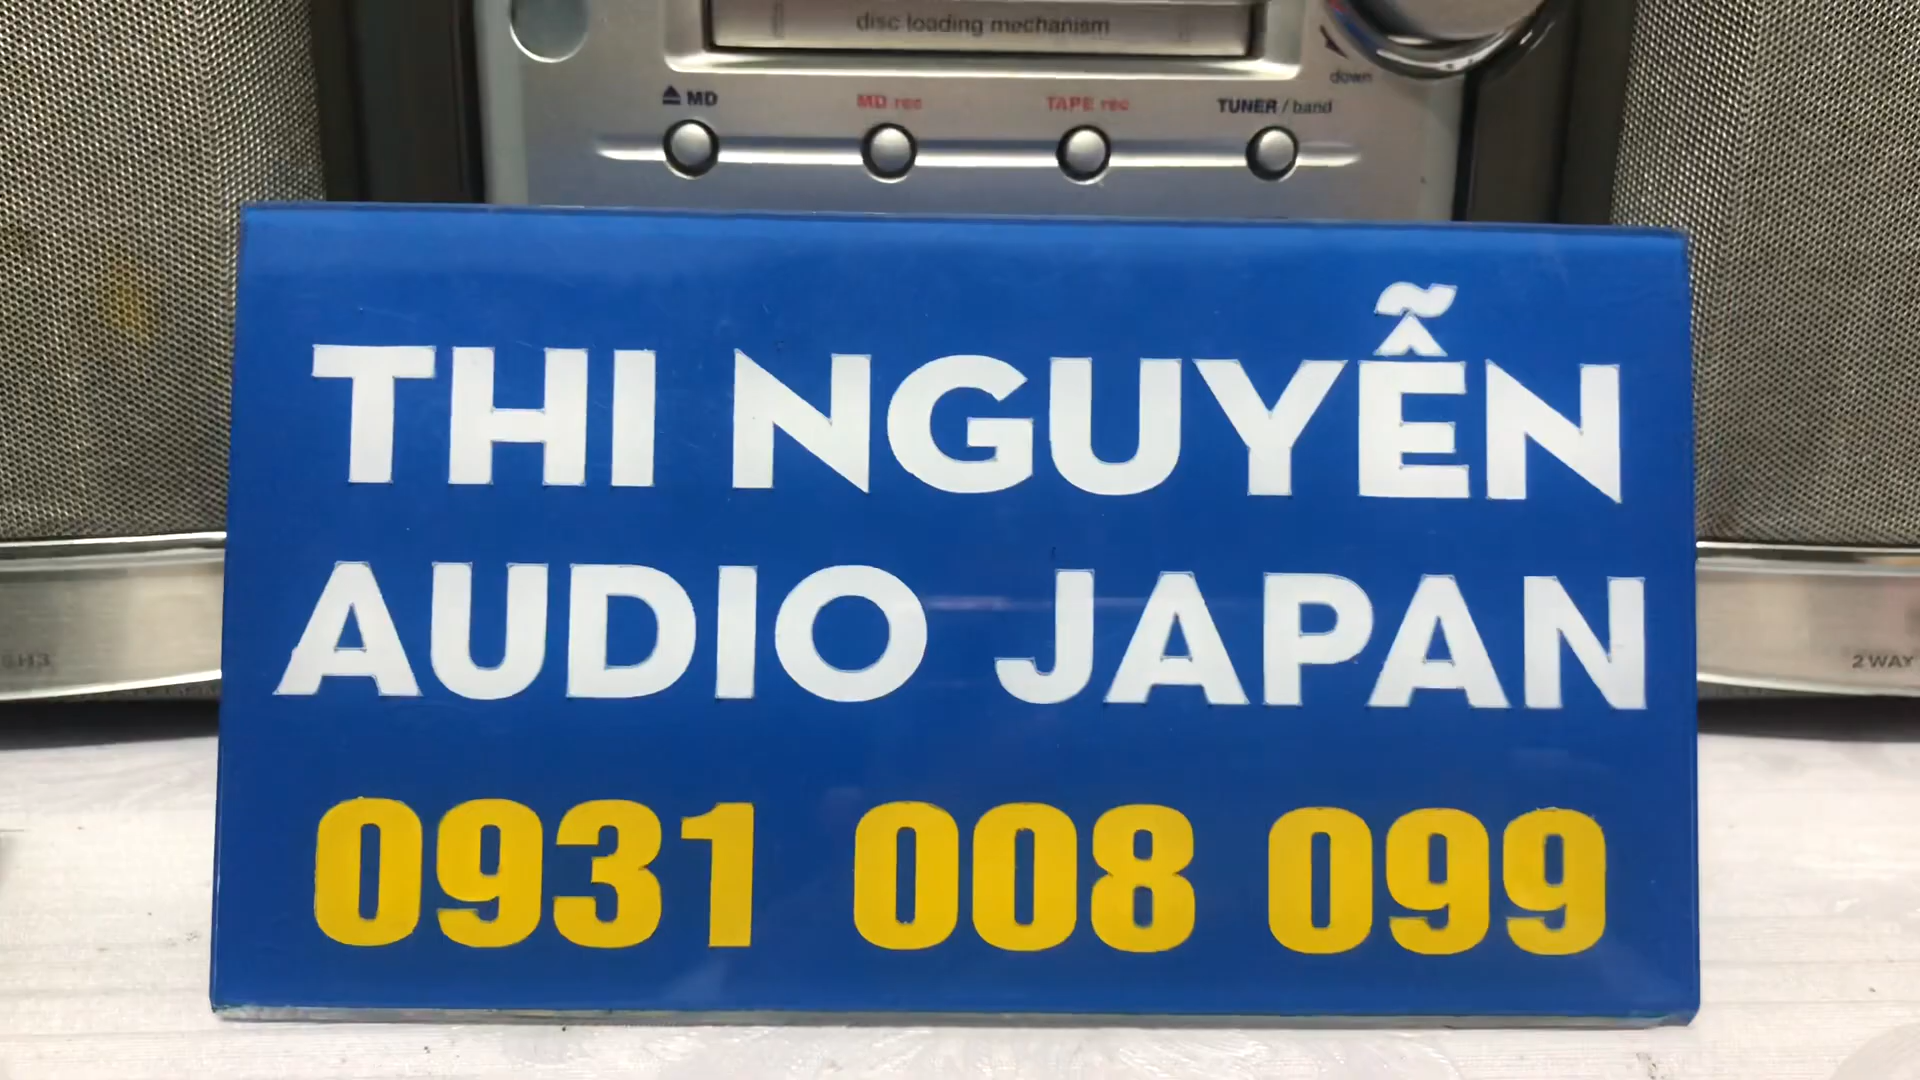 disc loading mechanism
down
⏏ MD MD rec TAPE rec TUNER / band
THI NGUYỄN
AUDIO JAPAN
2 WAY
0931 008 099